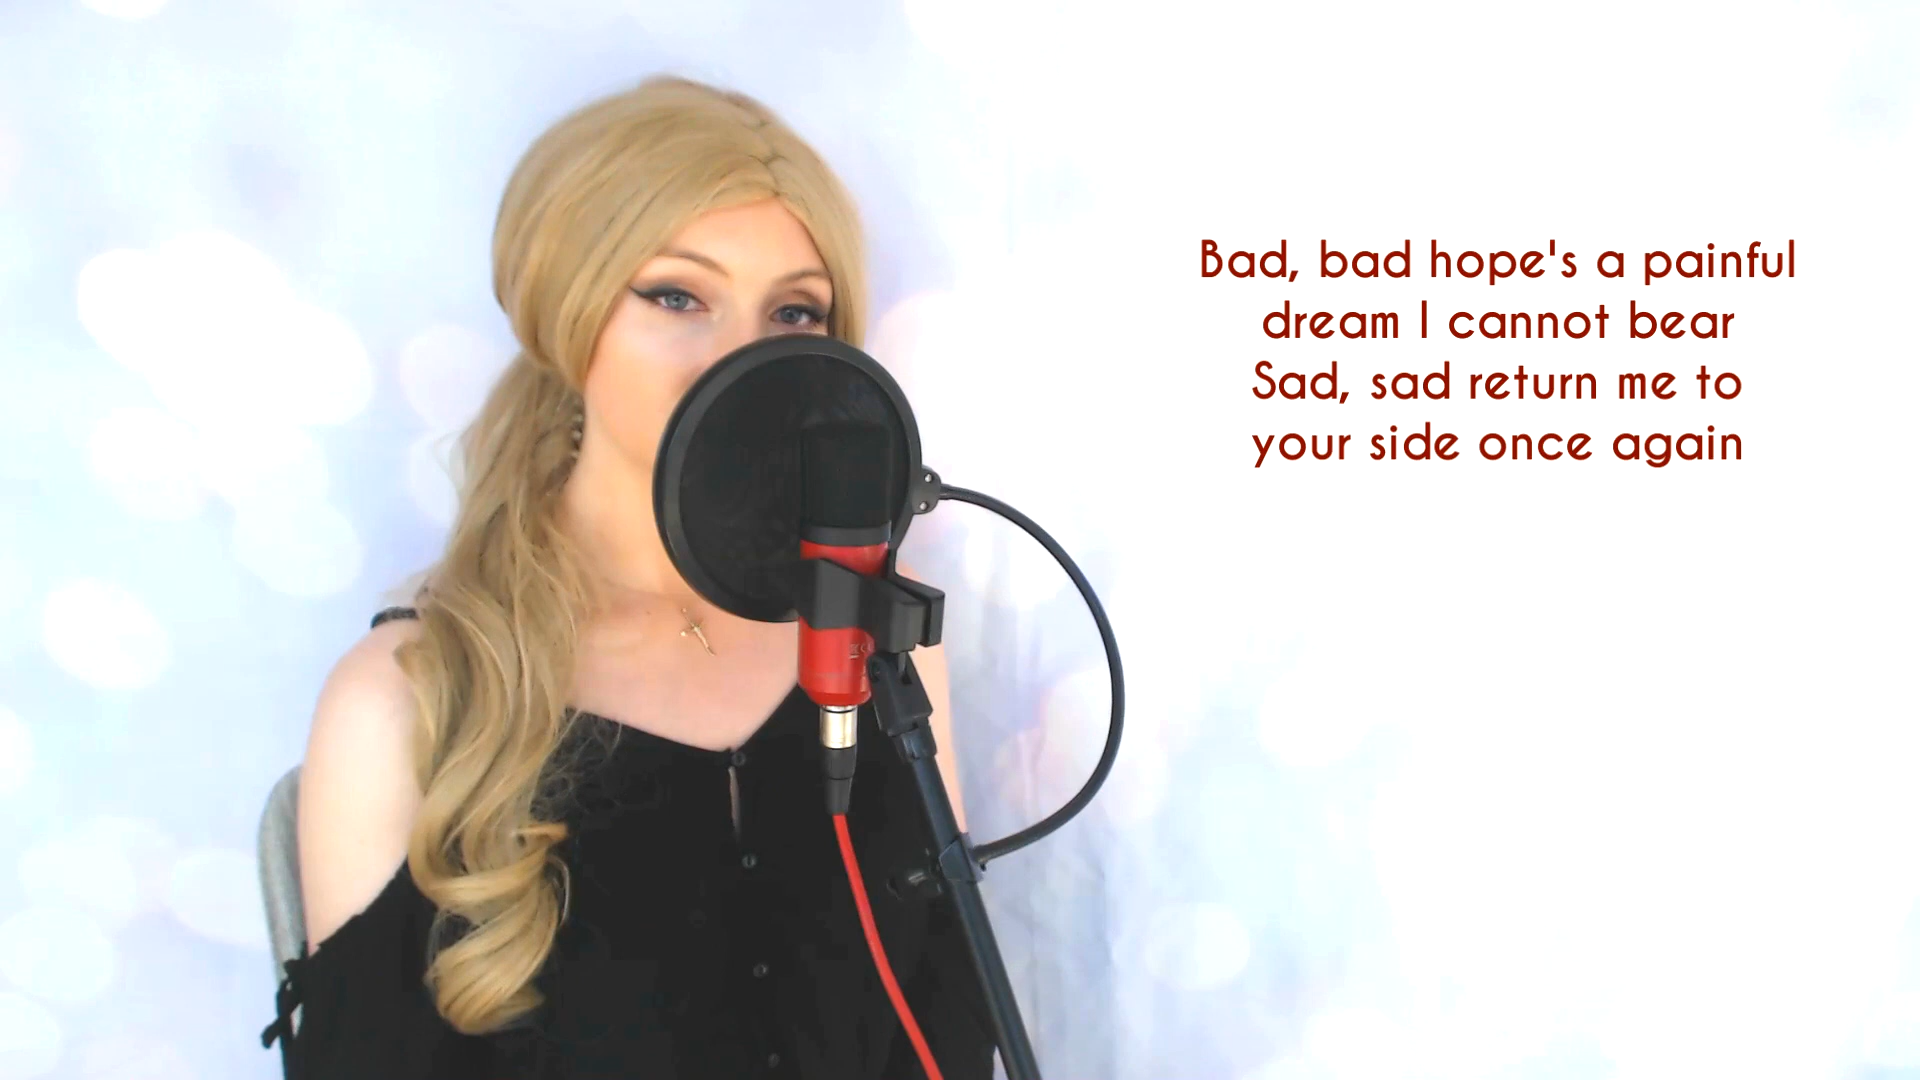 Bad, bad hope's a painful
dream I cannot bear
Sad, sad return me to
your side once again